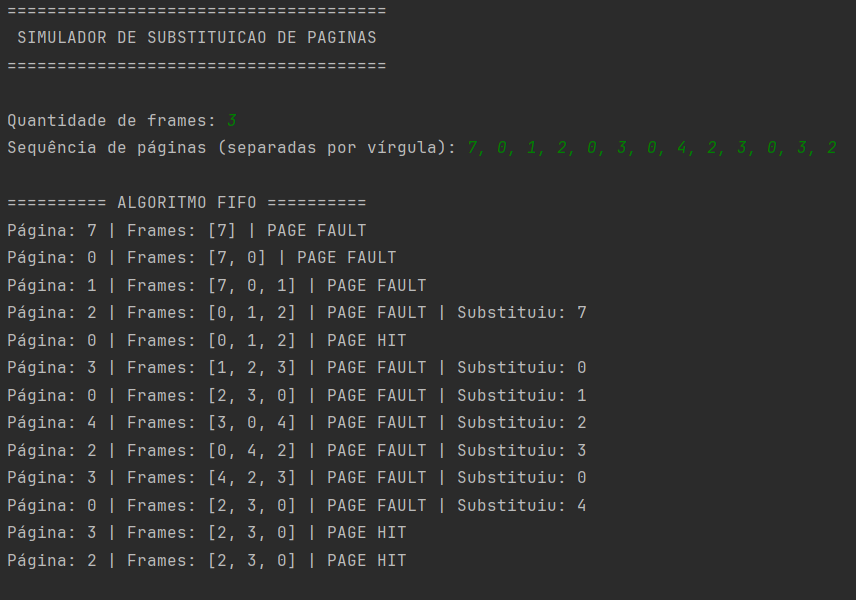 ======================================
SIMULADOR DE SUBSTITUICAO DE PAGINAS
======================================
Quantidade de frames: 3
Sequência de páginas (separadas por vírgula): 7, 0, 1, 2, 0, 3, 0, 4, 2, 3, 0, 3, 2
========== ALGORITMO FIFO ==========
Página: 7 | Frames: [7] | PAGE FAULT
Página: 0 | Frames: [7, 0] | PAGE FAULT
Página: 1 | Frames: [7, 0, 1] | PAGE FAULT
Página: 2 | Frames: [0, 1, 2] | PAGE FAULT | Substituiu: 7
Página: 0 | Frames: [0, 1, 2] | PAGE HIT
Página: 3 | Frames: [1, 2, 3] | PAGE FAULT | Substituiu: 0
Página: 0 | Frames: [2, 3, 0] | PAGE FAULT | Substituiu: 1
Página: 4 | Frames: [3, 0, 4] | PAGE FAULT | Substituiu: 2
Página: 2 | Frames: [0, 4, 2] | PAGE FAULT | Substituiu: 3
Página: 3 | Frames: [4, 2, 3] | PAGE FAULT | Substituiu: 0
Página: 0 | Frames: [2, 3, 0] | PAGE FAULT | Substituiu: 4
Página: 3 | Frames: [2, 3, 0] | PAGE HIT
Página: 2 | Frames: [2, 3, 0] | PAGE HIT